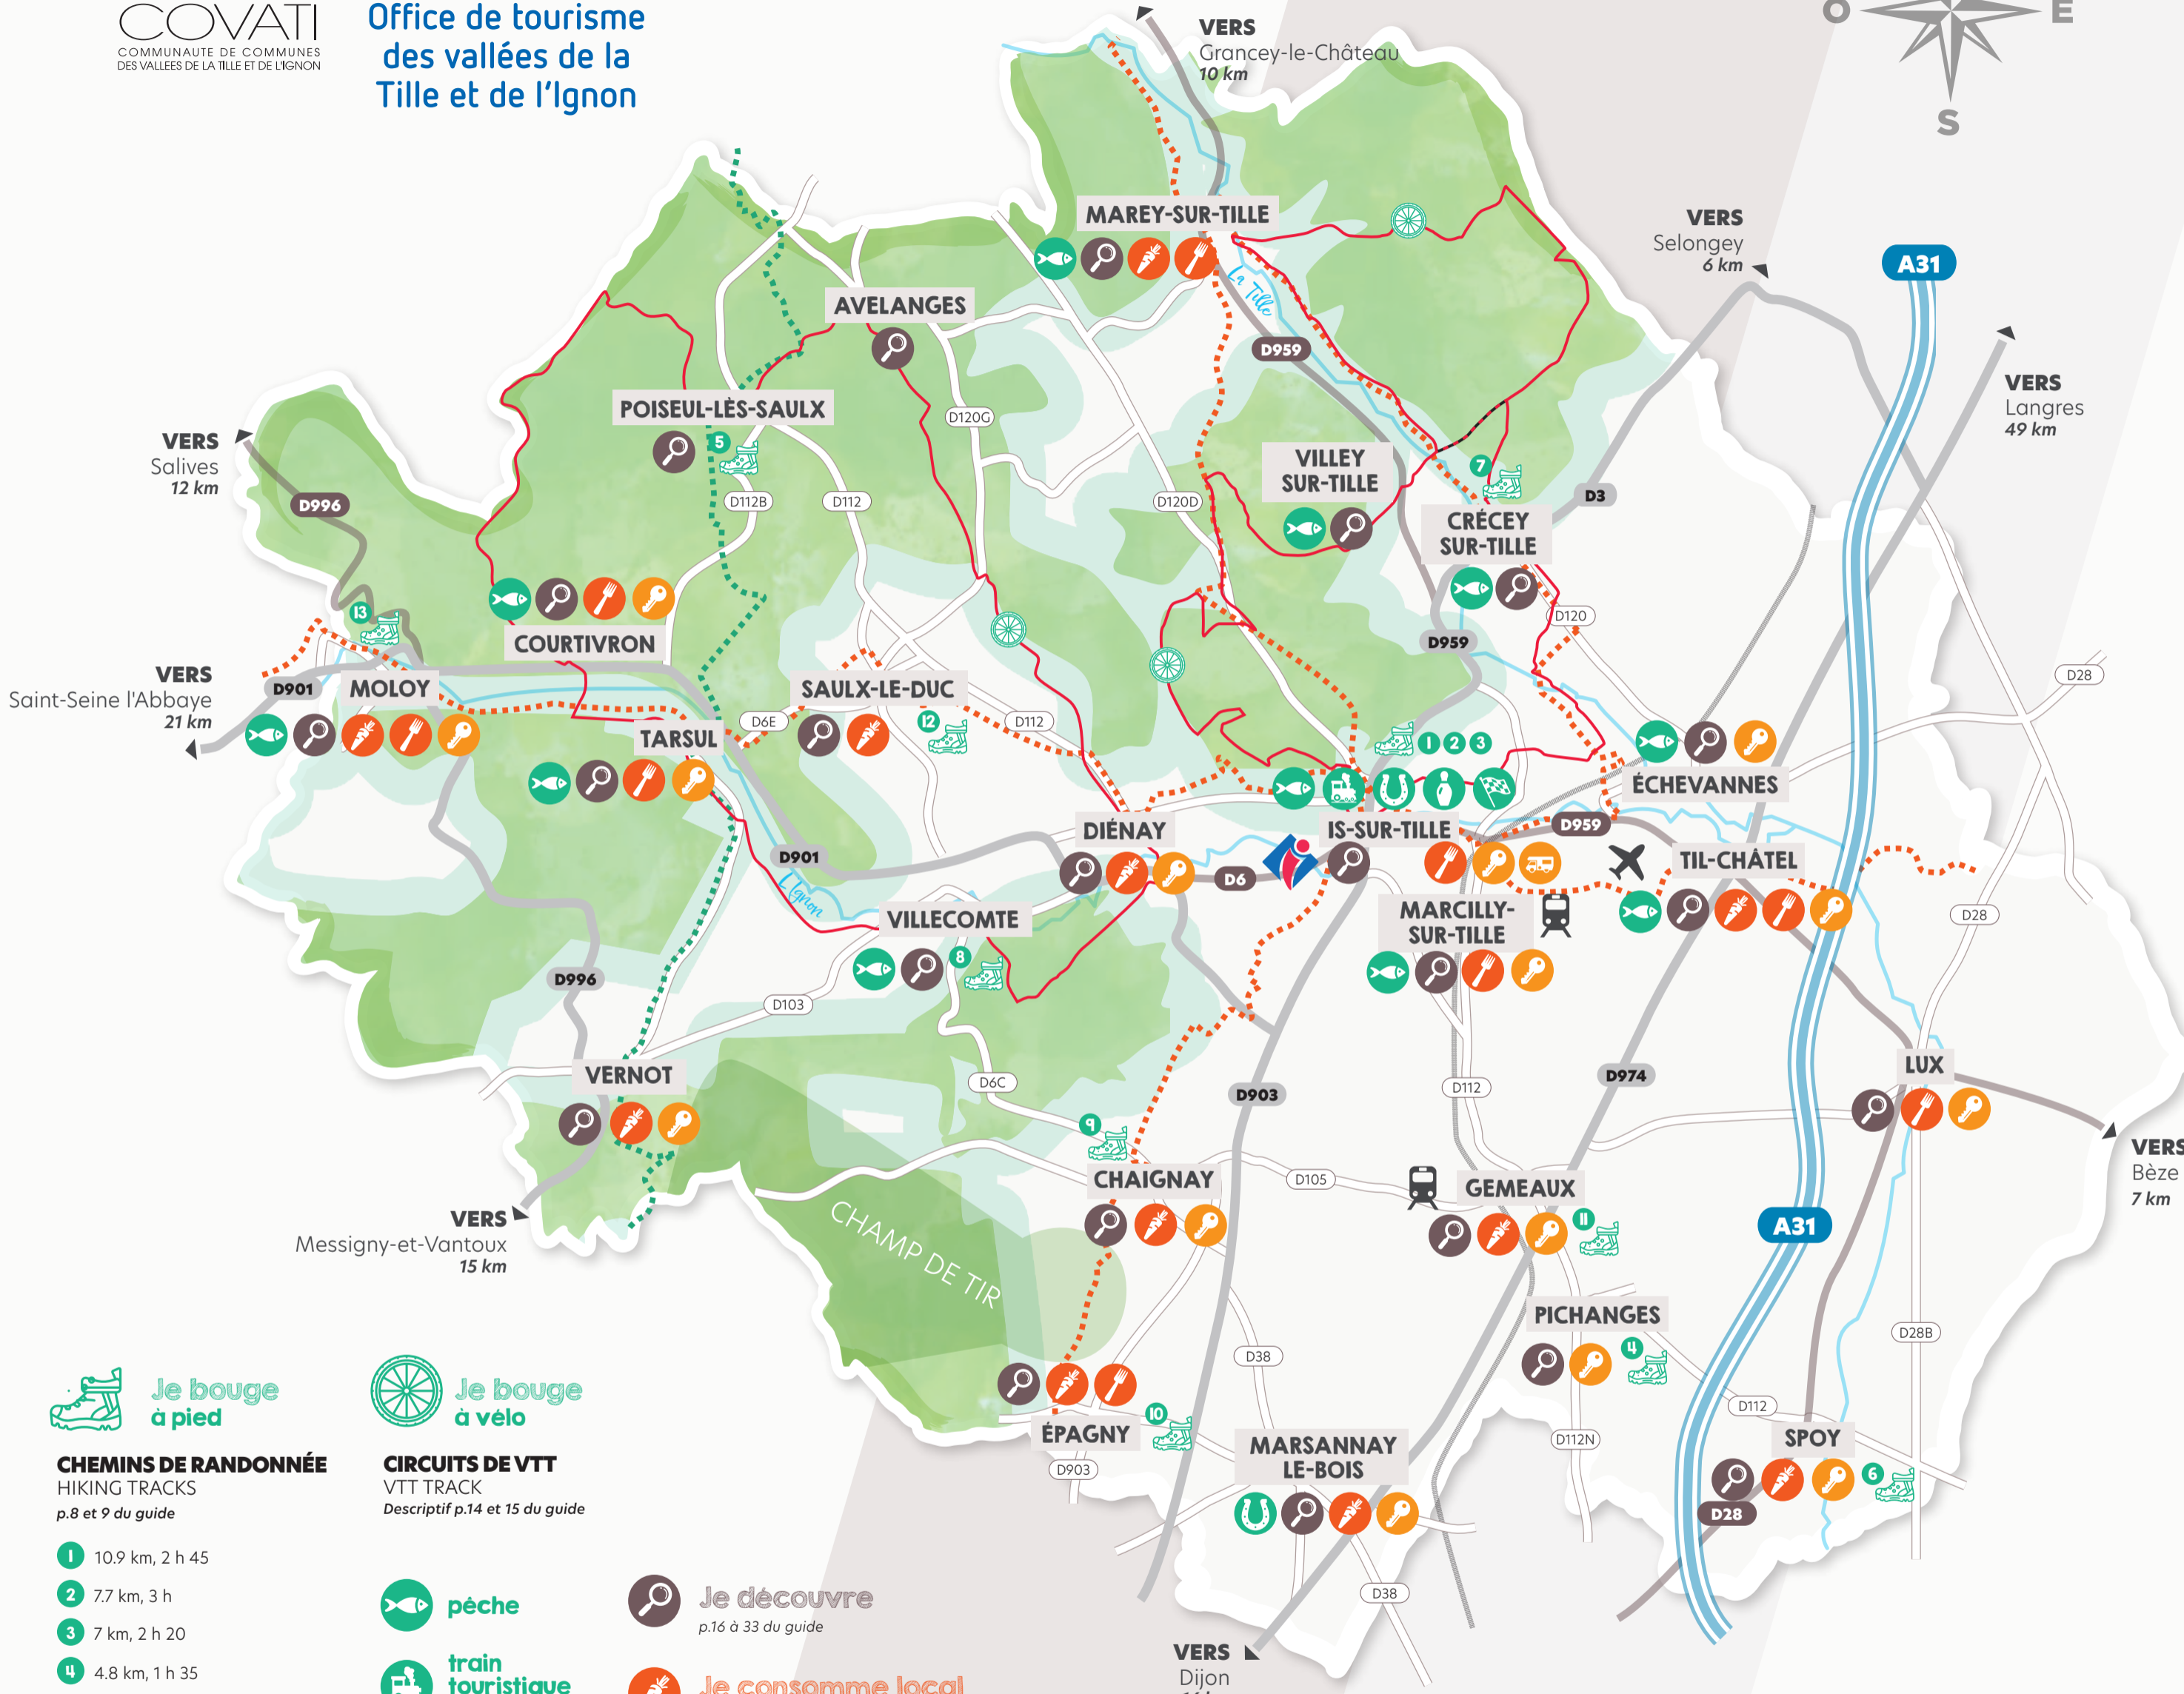 COVATI
COMMUNAUTE DE COMMUNES
DES VALLEES DE LA TILLE ET DE L'IGNON
Office de tourisme
des vallées de la
Tille et de l'Ignon
O
E
S
VERS
Grancey-le-Château
10 km
MAREY-SUR-TILLE
La Tille
VERS
Selongey
6 km
A31
VERS
Langres
49 km
AVELANGES
D959
POISEUL-LÈS-SAULX
5
D120G
VERS
Salives
12 km
D996
D112B
D112
D120D
VILLEY
SUR-TILLE
7
D3
CRÉCEY
SUR-TILLE
13
COURTIVRON
D120
D959
VERS
Saint-Seine l'Abbaye
21 km
D901
MOLOY
SAULX-LE-DUC
D28
TARSUL
D6E
12
D112
1 2 3
ÉCHEVANNES
DIÉNAY
IS-SUR-TILLE
D959
D901
L'Ignon
D6
TIL-CHÂTEL
VILLECOMTE
MARCILLY-
SUR-TILLE
D28
8
D996
D103
VERNOT
D6C
D903
D112
D974
LUX
9
CHAIGNAY
D105
GEMEAUX
11
VERS
Bèze
7 km
VERS
Messigny-et-Vantoux
15 km
CHAMP DE TIR
A31
PICHANGES
4
D28B
D38
D112
ÉPAGNY
10
D903
MARSANNAY
LE-BOIS
D112N
SPOY
6
D28
D38
VERS
Dijon
Je bouge
à pied
CHEMINS DE RANDONNÉE
HIKING TRACKS
p.8 et 9 du guide
1 10.9 km, 2 h 45
2 7.7 km, 3 h
3 7 km, 2 h 20
4 4.8 km, 1 h 35
Je bouge
à vélo
CIRCUITS DE VTT
VTT TRACK
Descriptif p.14 et 15 du guide
pêche
train
touristique
Je découvre
p.16 à 33 du guide
Je consomme local